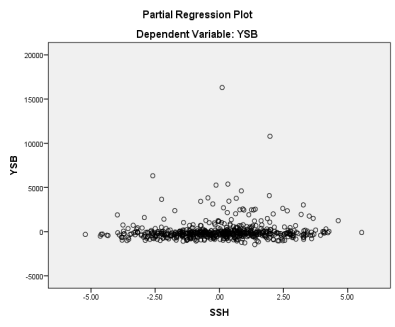 Partial Regression Plot
Dependent Variable: YSB
20000
15000
10000
5000
0
-5000
YSB
-5.00
-2.50
.00
2.50
5.00
SSH